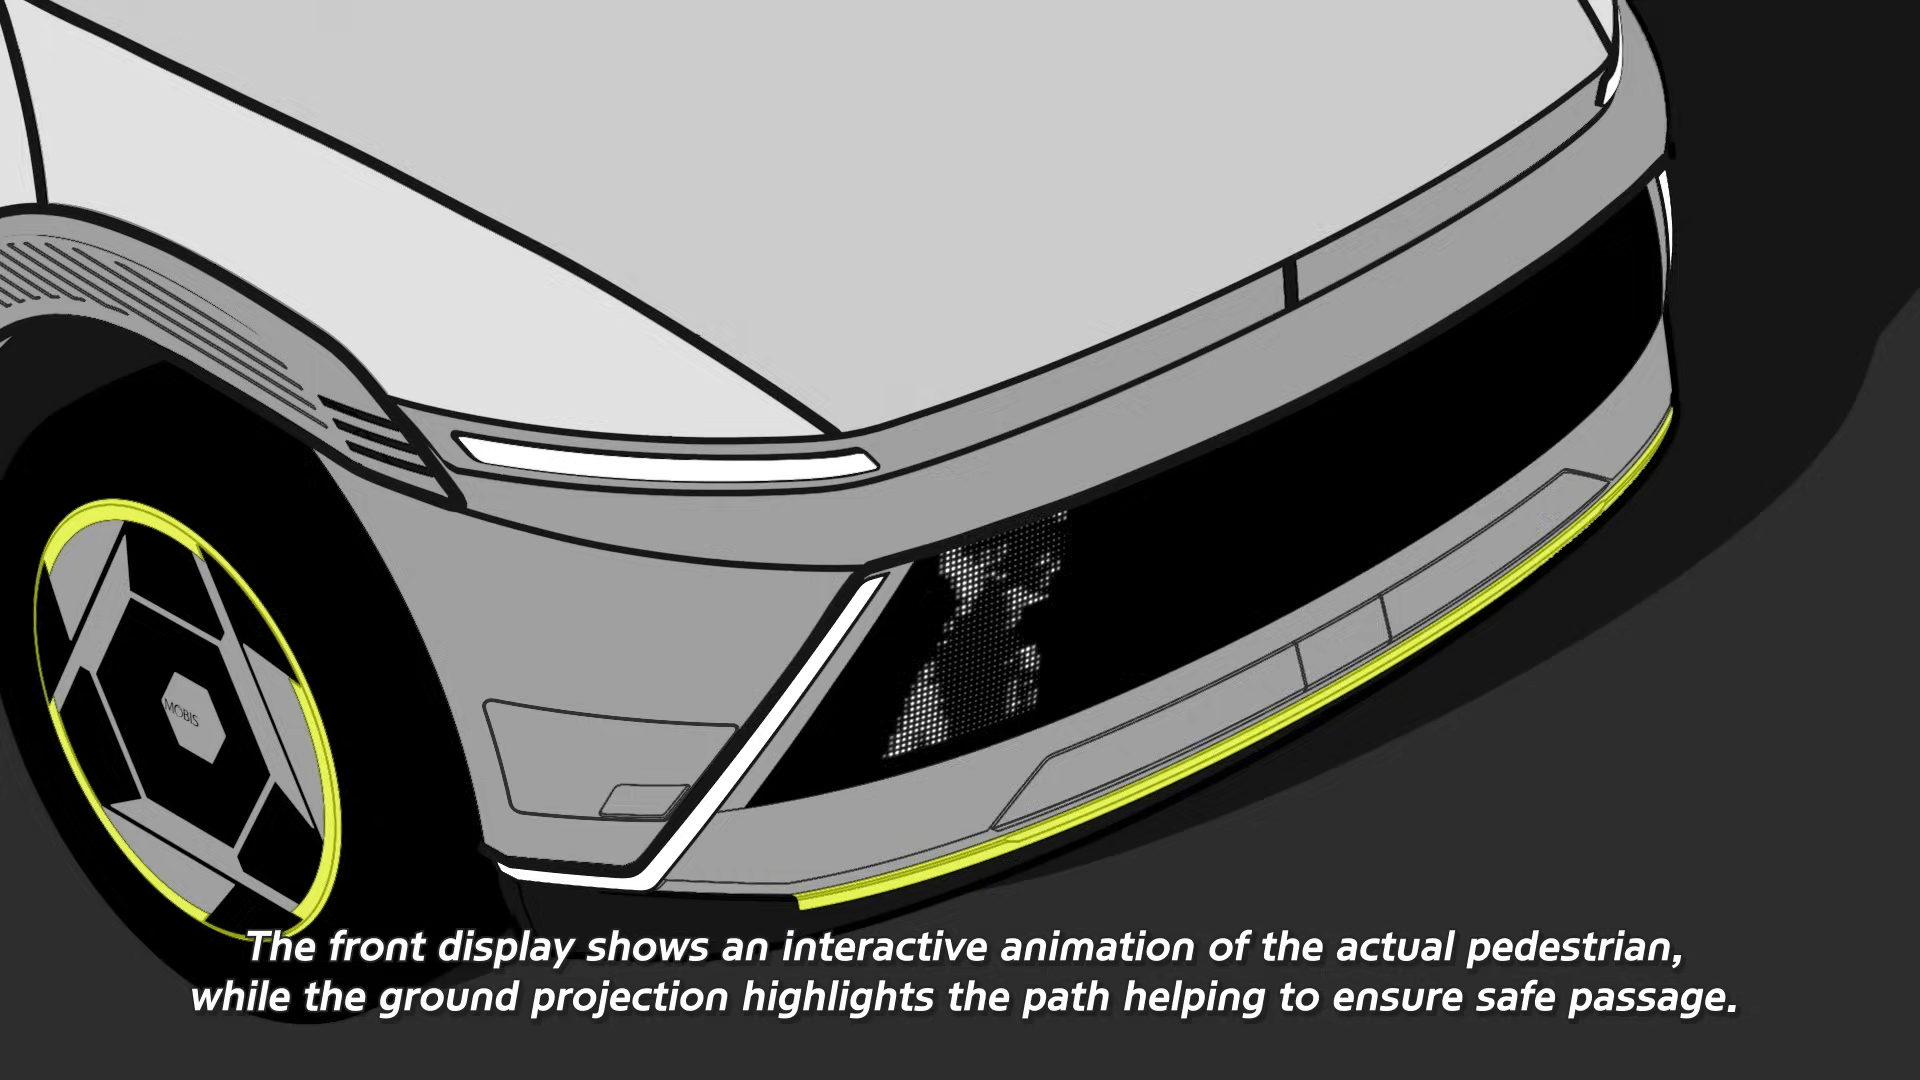 MOBIS
The front display shows an interactive animation of the actual pedestrian,
while the ground projection highlights the path helping to ensure safe passage.